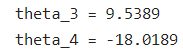 theta_3 = 9.5389
theta_4 = -18.0189